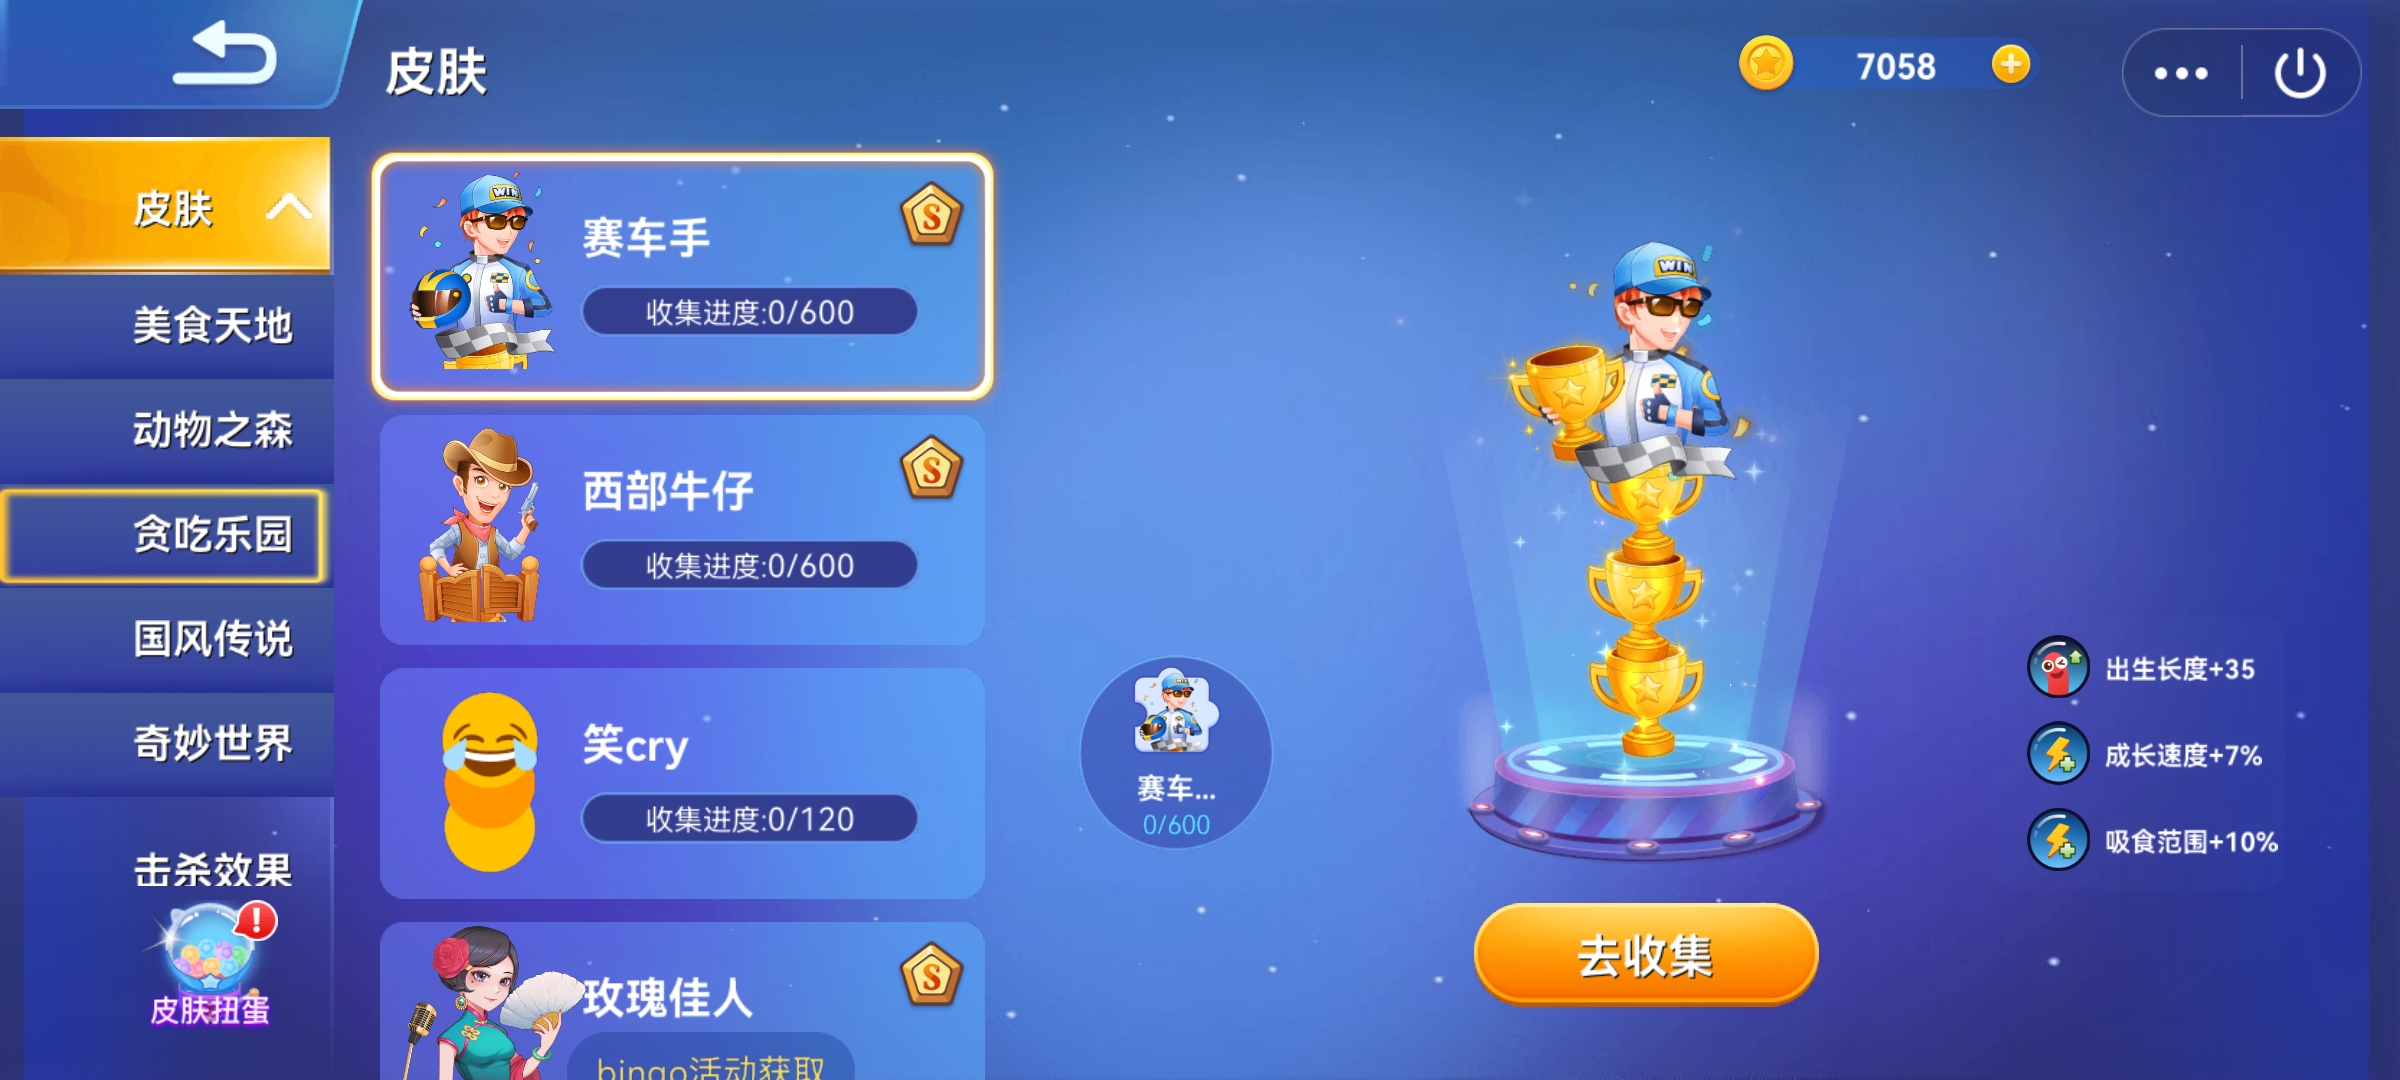 皮肤
7058
皮肤
美食天地
动物之森
贪吃乐园
国风传说
奇妙世界
击杀效果
皮肤扭蛋
WIN
赛车手
S
收集进度:0/600
西部牛仔
S
收集进度:0/600
笑cry
收集进度:0/120
玫瑰佳人
S
bingo活动获取
赛车...
0/600
WIN
出生长度+35
成长速度+7%
吸食范围+10%
去收集